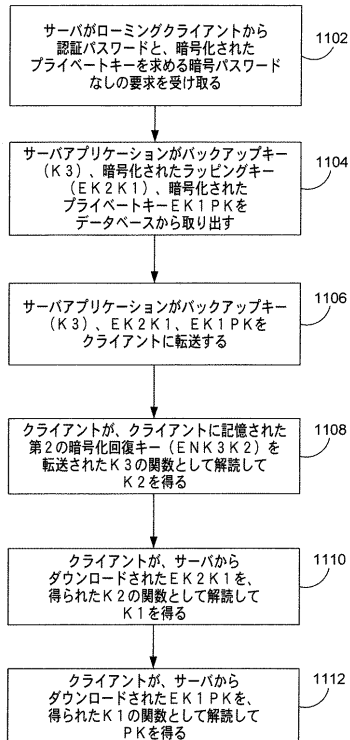 サーバがローミングクライアントから
認証パスワードと、暗号化された
プライベートキーを求める暗号パスワード
なしの要求を受け取る
1102
サーバアプリケーションがバックアップキー
(K3)、暗号化されたラッピングキー
(EK2K1)、暗号化された
プライベートキーEK1PKを
データベースから取り出す
1104
サーバアプリケーションがバックアップキー
(K3)、EK2K1、EK1PKを
クライアントに転送する
1106
クライアントが、クライアントに記憶された
第2の暗号化回復キー(ENK3K2)を
転送されたK3の関数として解読して
K2を得る
1108
クライアントが、サーバから
ダウンロードされたEK2K1を、
得られたK2の関数として解読して
K1を得る
1110
クライアントが、サーバから
ダウンロードされたEK1PKを、
得られたK1の関数として解読して
PKを得る
1112